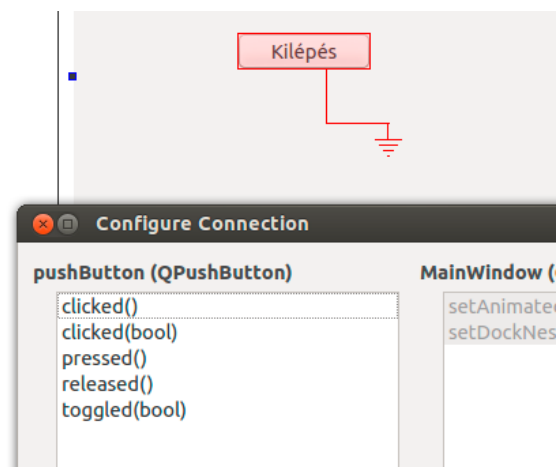 Kilépés
Configure Connection
pushButton (QPushButton)
MainWindow (
clicked()
clicked(bool)
pressed()
released()
toggled(bool)
setAnimate
setDockNes